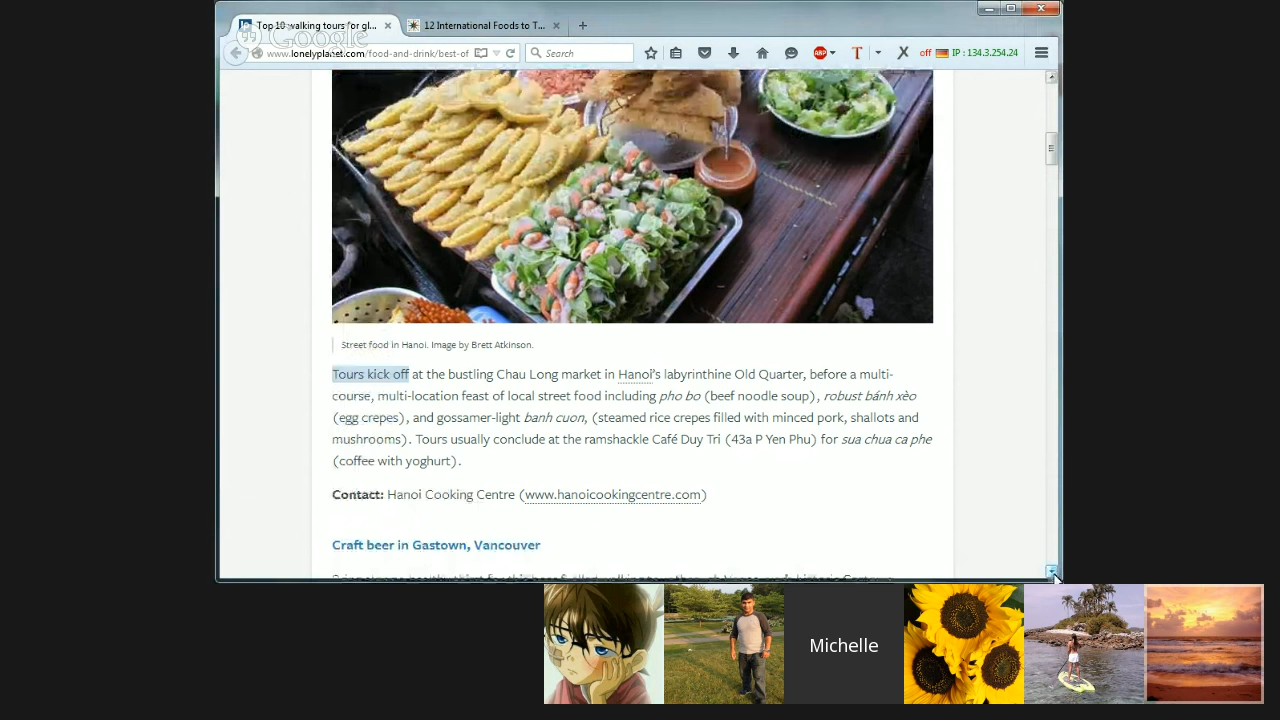 Top 10 walking tours for gl...
12 International Foods to T...
Google
www.lonelyplanet.com/food-and-drink/best-of
Search
ABP
T
off
IP : 134.3.254.24
Street food in Hanoi. Image by Brett Atkinson.
Tours kick off at the bustling Chau Long market in Hanoi's labyrinthine Old Quarter, before a multi-
course, multi-location feast of local street food including pho bo (beef noodle soup), robust bánh xèo
(egg crepes), and gossamer-light banh cuon, (steamed rice crepes filled with minced pork, shallots and
mushrooms). Tours usually conclude at the ramshackle Café Duy Tri (43a P Yen Phu) for sua chua ca phe
(coffee with yoghurt).
Contact: Hanoi Cooking Centre (www.hanoicookingcentre.com)
Craft beer in Gastown, Vancouver
Michelle